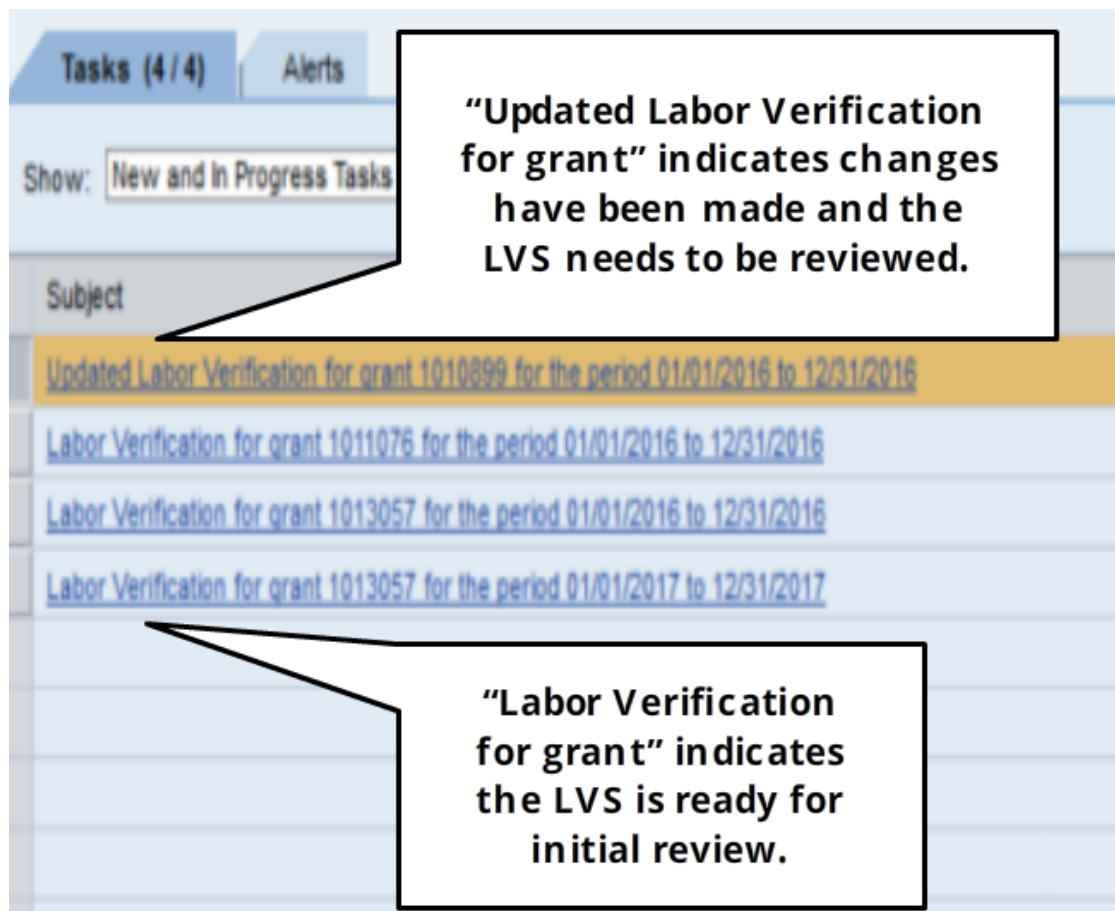 Tasks (4 / 4)
Alerts
“Updated Labor Verification
for grant” indicates changes
have been made and the
LVS needs to be reviewed.
Show: New and In Progress Tasks
Subject
Updated Labor Verification for grant 1010899 for the period 01/01/2016 to 12/31/2016
Labor Verification for grant 1011076 for the period 01/01/2016 to 12/31/2016
Labor Verification for grant 1013057 for the period 01/01/2016 to 12/31/2016
Labor Verification for grant 1013057 for the period 01/01/2017 to 12/31/2017
“Labor Verification
for grant” indicates
the LVS is ready for
initial review.